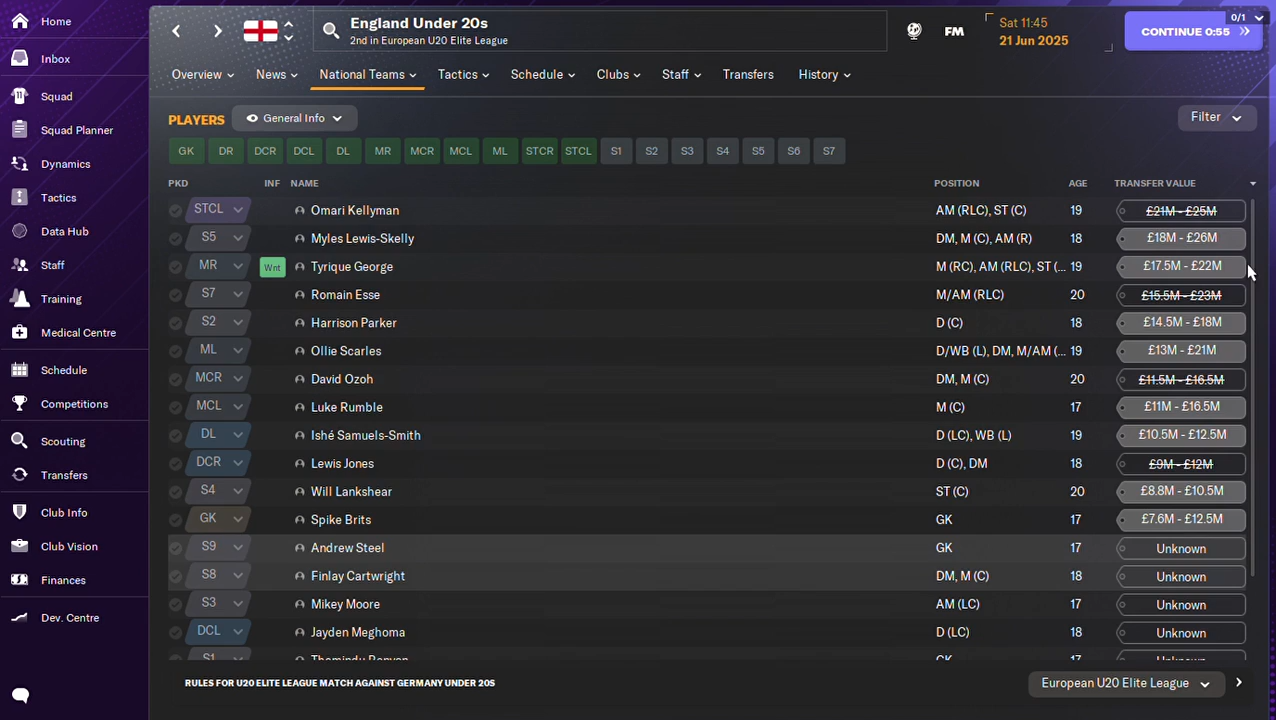 Home
Inbox
Squad
Squad Planner
Dynamics
Tactics
Data Hub
Staff
Training
Medical Centre
Schedule
Competitions
Scouting
Transfers
Club Info
Club Vision
Finances
Dev. Centre
England Under 20s
2nd in European U20 Elite League
FM
Sat 11:45
21 Jun 2025
0/1
CONTINUE 0:55
Overview News National Teams Tactics Schedule Clubs Staff Transfers History
PLAYERS General Info Filter
GK DR DCR DCL DL MR MCR MCL ML STCR STCL S1 S2 S3 S4 S5 S6 S7
PKD INF NAME POSITION AGE TRANSFER VALUE
STCL Omari Kellyman AM (RLC), ST (C) 19 £21M - £25M
S5 Myles Lewis-Skelly DM, M (C), AM (R) 18 £18M - £26M
MR Wnt Tyrique George M (RC), AM (RLC), ST (... 19 £17.5M - £22M
S7 Romain Esse M/AM (RLC) 20 £15.5M - £23M
S2 Harrison Parker D (C) 18 £14.5M - £18M
ML Ollie Scarles D/WB (L), DM, M/AM (... 19 £13M - £21M
MCR David Ozoh DM, M (C) 20 £11.5M - £16.5M
MCL Luke Rumble M (C) 17 £11M - £16.5M
DL Ishé Samuels-Smith D (LC), WB (L) 19 £10.5M - £12.5M
DCR Lewis Jones D (C), DM 18 £9M - £12M
S4 Will Lankshear ST (C) 20 £8.8M - £10.5M
GK Spike Brits GK 17 £7.6M - £12.5M
S9 Andrew Steel GK 17 Unknown
S8 Finlay Cartwright DM, M (C) 18 Unknown
S3 Mikey Moore AM (LC) 17 Unknown
DCL Jayden Meghoma D (LC) 18 Unknown
S1 GK 17 Unknown
RULES FOR U20 ELITE LEAGUE MATCH AGAINST GERMANY UNDER 20S
European U20 Elite League